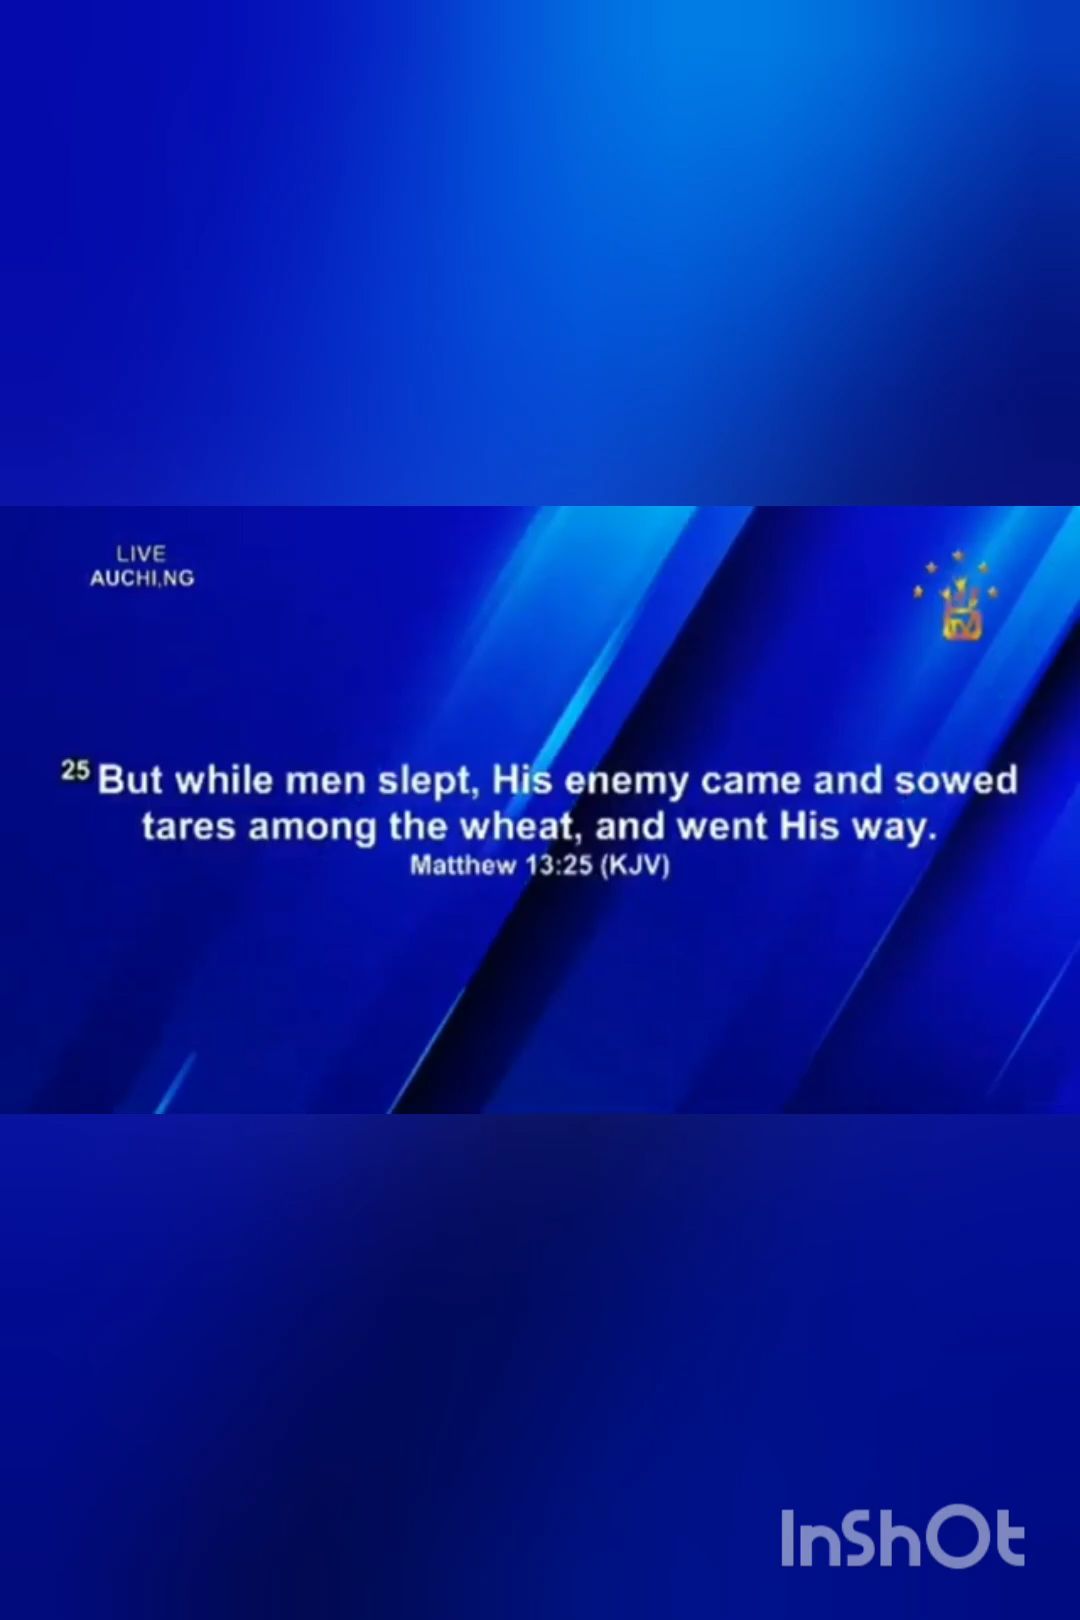 LIVE
AUCHI,NG
TV
25 But while men slept, His enemy came and sowed
tares among the wheat, and went His way.
Matthew 13:25 (KJV)
InShOt